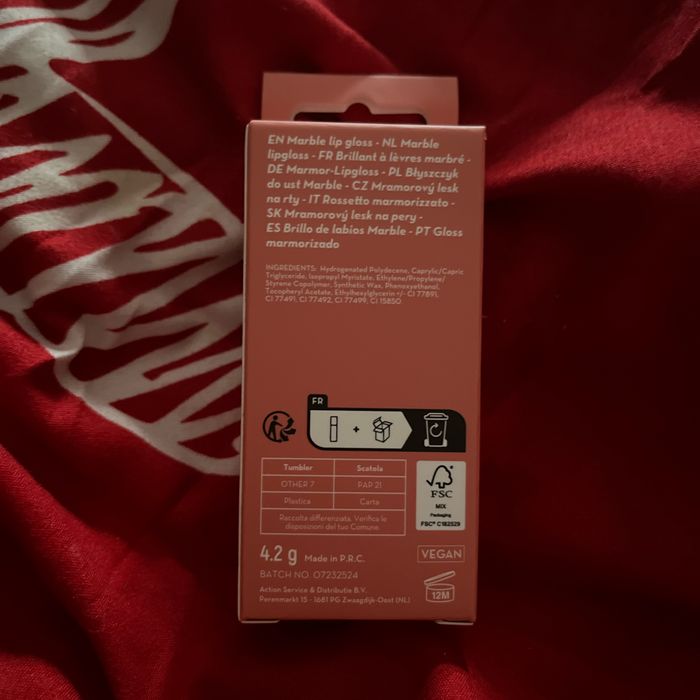 EN Marble lip gloss - NL Marble
lipgloss - FR Brillant à lèvres marbré -
DE Marmor-Lipgloss - PL Błyszczyk
do ust Marble - CZ Mramorový lesk
na rty - IT Rossetto marmorizzato -
SK Mramorový lesk na pery -
ES Brillo de labios Marble - PT Gloss
marmorizado
INGREDIENTS: Hydrogenated Polydecene, Caprylic/Capric
Triglyceride, Isopropyl Myristate, Ethylene/Propylene/
Styrene Copolymer, Synthetic Wax, Phenoxyethanol,
Tocopheryl Acetate, Ethylhexylglycerin +/- CI 77891,
CI 77491, CI 77492, CI 77499, CI 15850.
FR
+
Tumbler Scatola
OTHER 7 PAP 21
Plastica Carta
Raccolta differenziata. Verifica le
disposizioni del tuo Comune.
FSC
MIX
Packaging
FSC® C182529
4.2 g Made in P.R.C.
VEGAN
BATCH NO. 07232524
Action Service & Distributie B.V.
Perenmarkt 15 - 1681 PG Zwaagdijk-Oost (NL)
12M